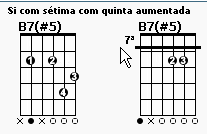 Si com sétima com quinta aumentada
B7(#5) B7(#5)
7ª
1 2 2 3
3
4
X O O O X O O O